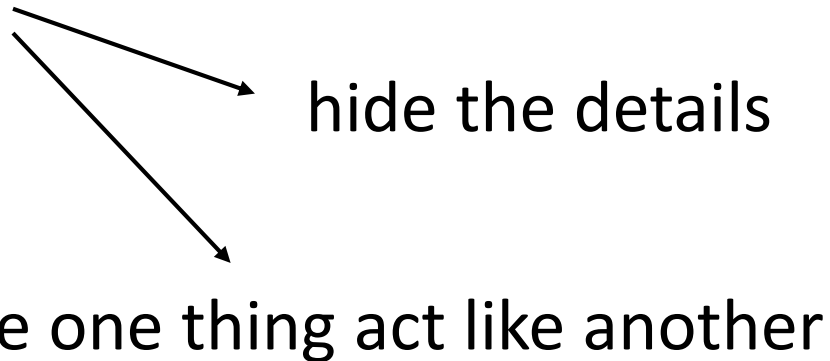 hide the details
e one thing act like another